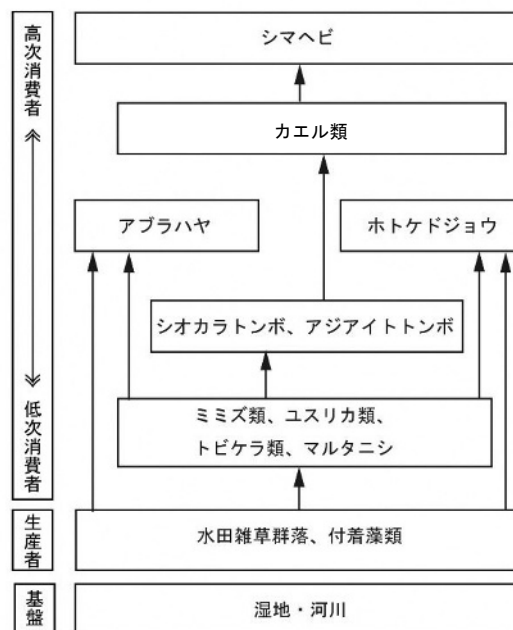 高次消費者
シマヘビ
カエル類
アブラハヤ
ホトケドジョウ
シオカラトンボ、アジアイトトンボ
低次消費者
ミミズ類、ユスリカ類、
トビケラ類、マルタニシ
生産者
水田雑草群落、付着藻類
基盤
湿地・河川